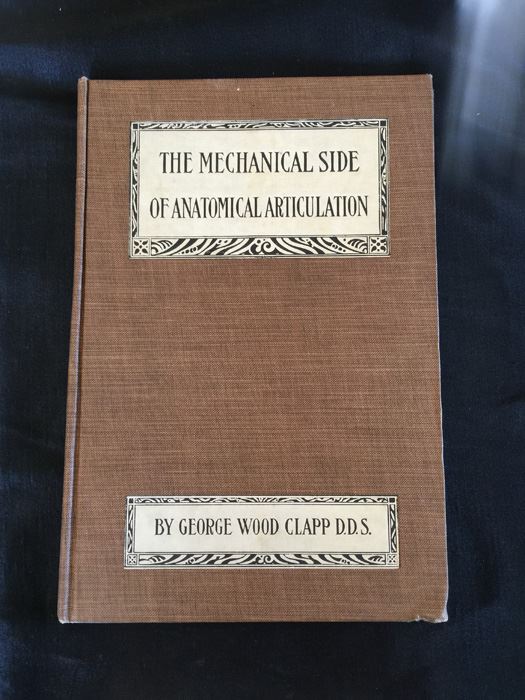 THE MECHANICAL SIDE
OF ANATOMICAL ARTICULATION
BY GEORGE WOOD CLAPP D.D.S.